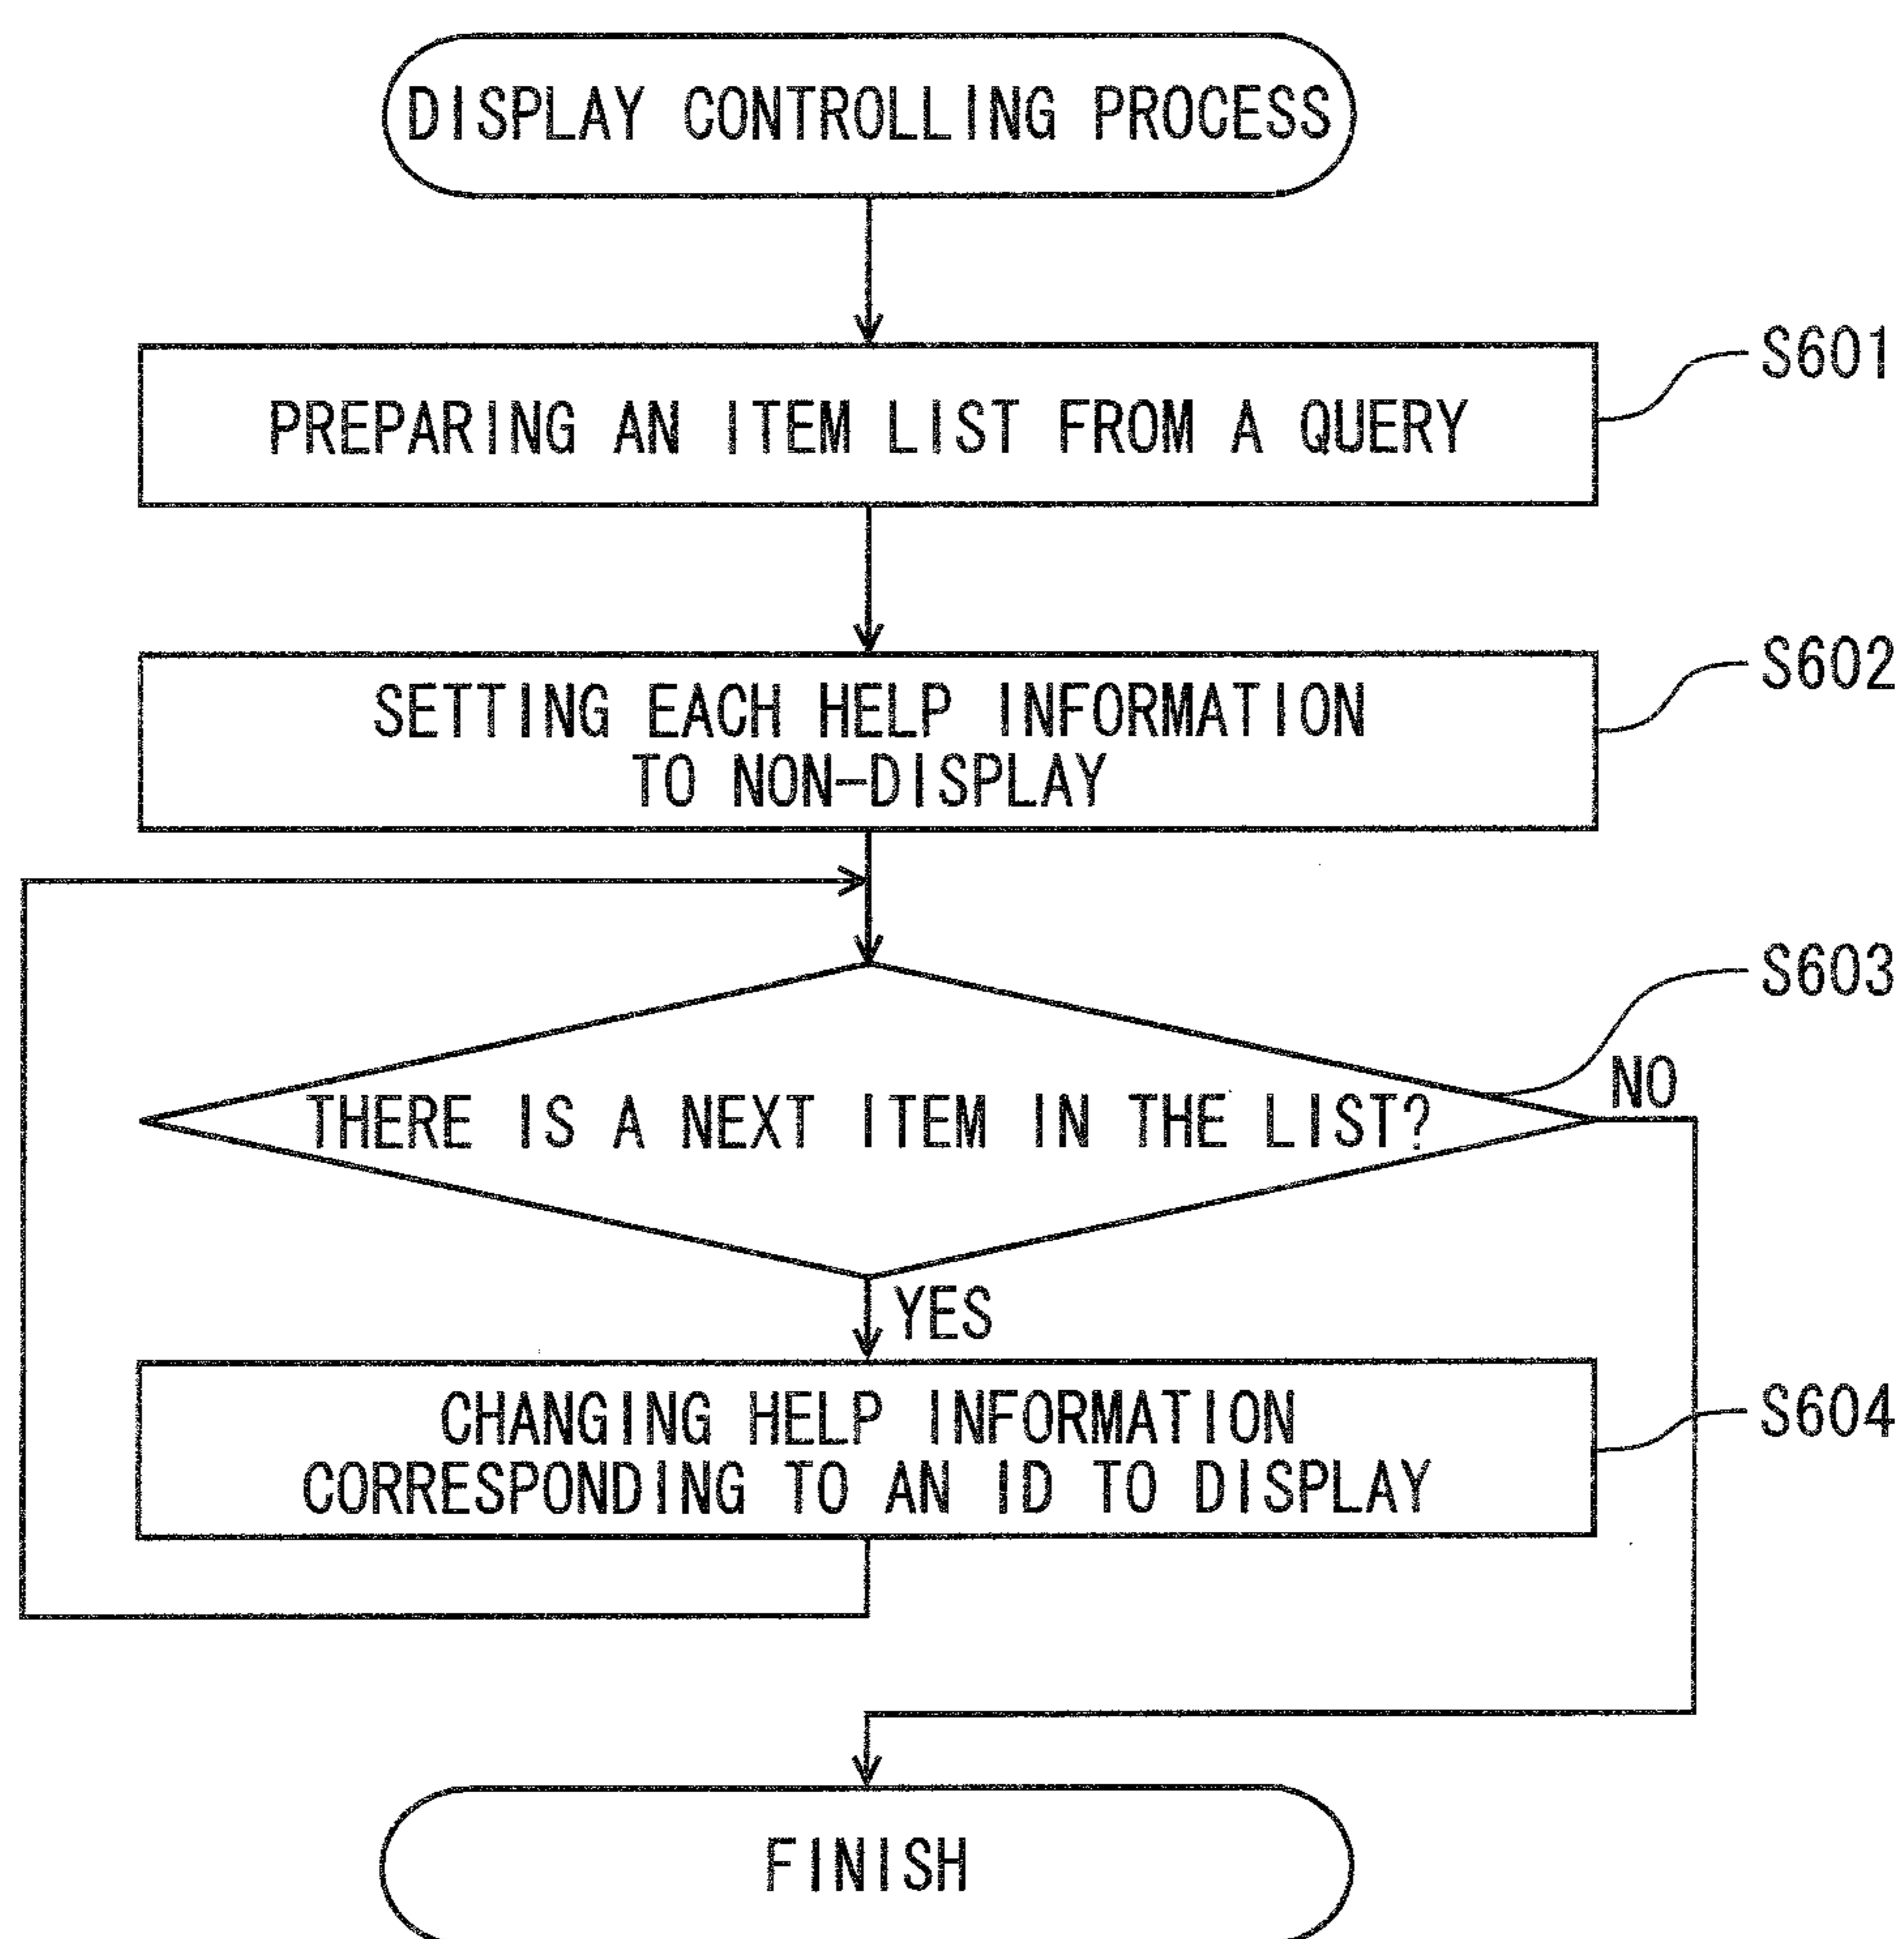 DISPLAY CONTROLLING PROCESS
S601
PREPARING AN ITEM LIST FROM A QUERY
S602
SETTING EACH HELP INFORMATION
TO NON-DISPLAY
S603
NO
THERE IS A NEXT ITEM IN THE LIST?
YES
CHANGING HELP INFORMATION
S604
CORRESPONDING TO AN ID TO DISPLAY
FINISH